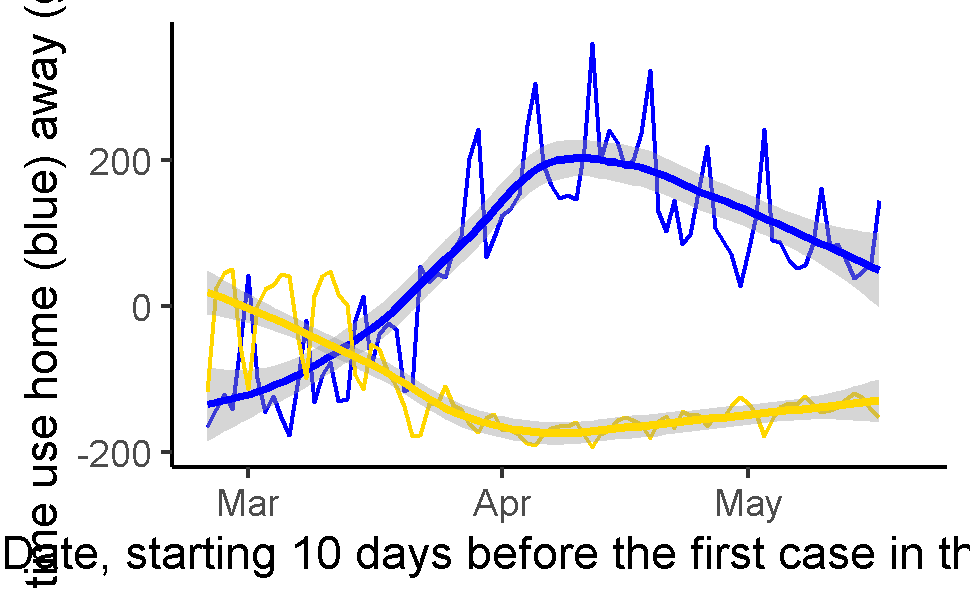 time use home (blue) away (
200
0
-200
Mar Apr May
Date, starting 10 days before the first case in th